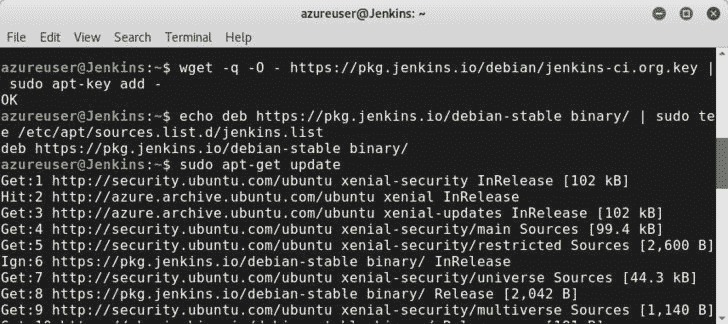 azureuser@Jenkins: ~
File Edit View Search Terminal Help
azureuser@Jenkins:~$ wget -q -O - https://pkg.jenkins.io/debian/jenkins-ci.org.key |
 sudo apt-key add -
OK
azureuser@Jenkins:~$ echo deb https://pkg.jenkins.io/debian-stable binary/ | sudo te
e /etc/apt/sources.list.d/jenkins.list
deb https://pkg.jenkins.io/debian-stable binary/
azureuser@Jenkins:~$ sudo apt-get update
Get:1 http://security.ubuntu.com/ubuntu xenial-security InRelease [102 kB]
Hit:2 http://azure.archive.ubuntu.com/ubuntu xenial InRelease
Get:3 http://azure.archive.ubuntu.com/ubuntu xenial-updates InRelease [102 kB]
Get:4 http://security.ubuntu.com/ubuntu xenial-security/main Sources [99.4 kB]
Get:5 http://security.ubuntu.com/ubuntu xenial-security/restricted Sources [2,600 B]
Ign:6 https://pkg.jenkins.io/debian-stable binary/ InRelease
Get:7 http://security.ubuntu.com/ubuntu xenial-security/universe Sources [44.3 kB]
Get:8 https://pkg.jenkins.io/debian-stable binary/ Release [2,042 B]
Get:9 http://security.ubuntu.com/ubuntu xenial-security/multiverse Sources [1,140 B]